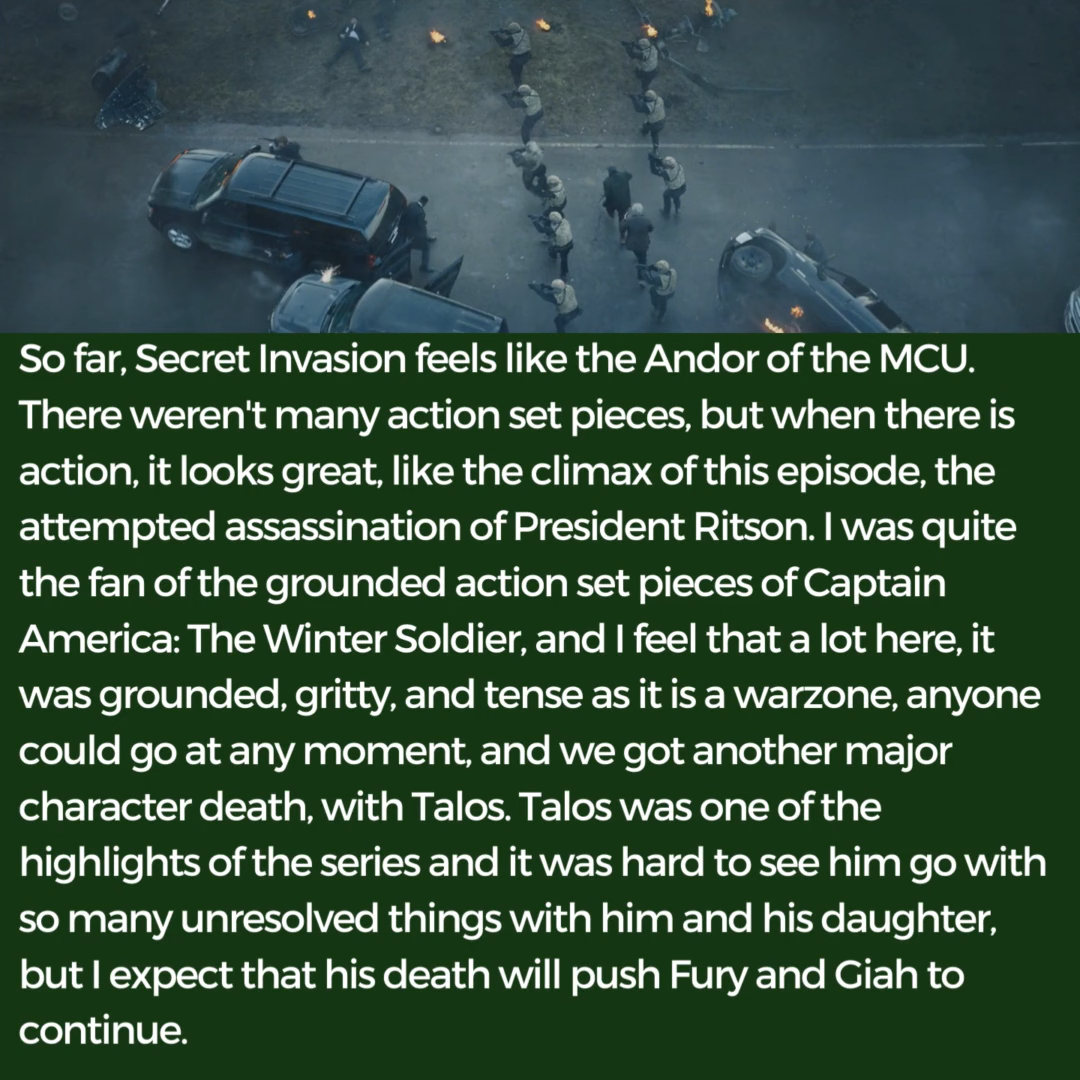 So far, Secret Invasion feels like the Andor of the MCU.
There weren't many action set pieces, but when there is
action, it looks great, like the climax of this episode, the
attempted assassination of President Ritson. I was quite
the fan of the grounded action set pieces of Captain
America: The Winter Soldier, and I feel that a lot here, it
was grounded, gritty, and tense as it is a warzone, anyone
could go at any moment, and we got another major
character death, with Talos. Talos was one of the
highlights of the series and it was hard to see him go with
so many unresolved things with him and his daughter,
but I expect that his death will push Fury and Giah to
continue.